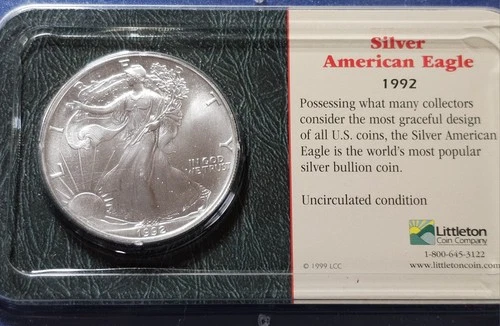 LIBERTY
IN GOD
WE TRUST
1992
Silver
American Eagle
1992
Possessing what many collectors
consider the most graceful design
of all U.S. coins, the Silver American
Eagle is the world's most popular
silver bullion coin.
Uncirculated condition
Littleton
Coin Company
1-800-645-3122
© 1999 LCC
www.littletoncoin.com